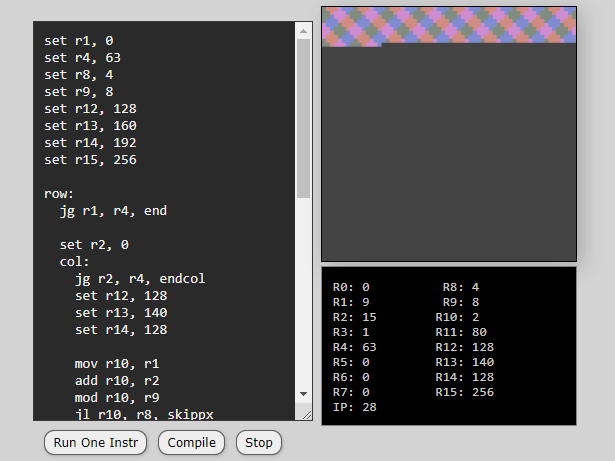 set r1, 0
set r4, 63
set r8, 4
set r9, 8
set r12, 128
set r13, 160
set r14, 192
set r15, 256
row:
jg r1, r4, end
set r2, 0
col:
jg r2, r4, endcol
set r12, 128
set r13, 140
set r14, 128
mov r10, r1
add r10, r2
mod r10, r9
jl r10, r8, skippx
Run One Instr Compile Stop
R0: 0 R8: 4
R1: 9 R9: 8
R2: 15 R10: 2
R3: 1 R11: 80
R4: 63 R12: 128
R5: 0 R13: 140
R6: 0 R14: 128
R7: 0 R15: 256
IP: 28